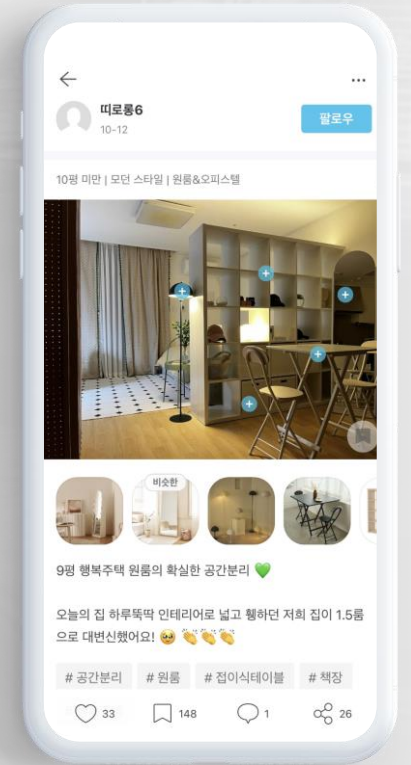 띠로롱6
10-12
팔로우
10평 미만 | 모던 스타일 | 원룸&오피스텔
비슷한
9평 행복주택 원룸의 확실한 공간분리 💚
오늘의 집 하루뚝딱 인테리어로 넓고 휑하던 저희 집이 1.5룸
으로 대변신했어요! 🥹 👏👏👏
# 공간분리 # 원룸 # 접이식테이블 # 책장
33 148 1 26